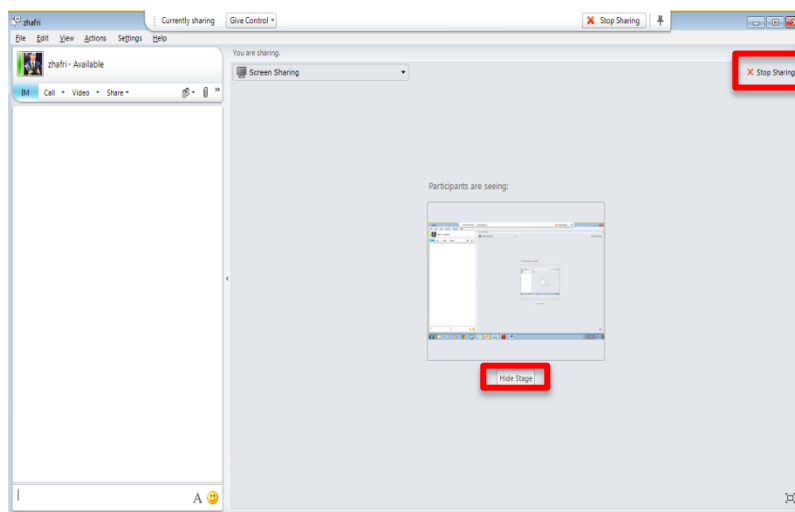 zhafri
Currently sharing
Give Control
Stop Sharing
File Edit View Actions Settings Help
You are sharing.
zhafri - Available
Screen Sharing
Stop Sharing
IM Call Video Share
Participants are seeing:
Hide Stage
A